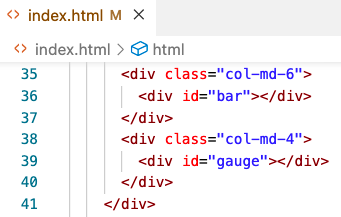 index.html M
index.html > html
35 <div class="col-md-6">
36 <div id="bar"></div>
37 </div>
38 <div class="col-md-4">
39 <div id="gauge"></div>
40 </div>
41 </div>